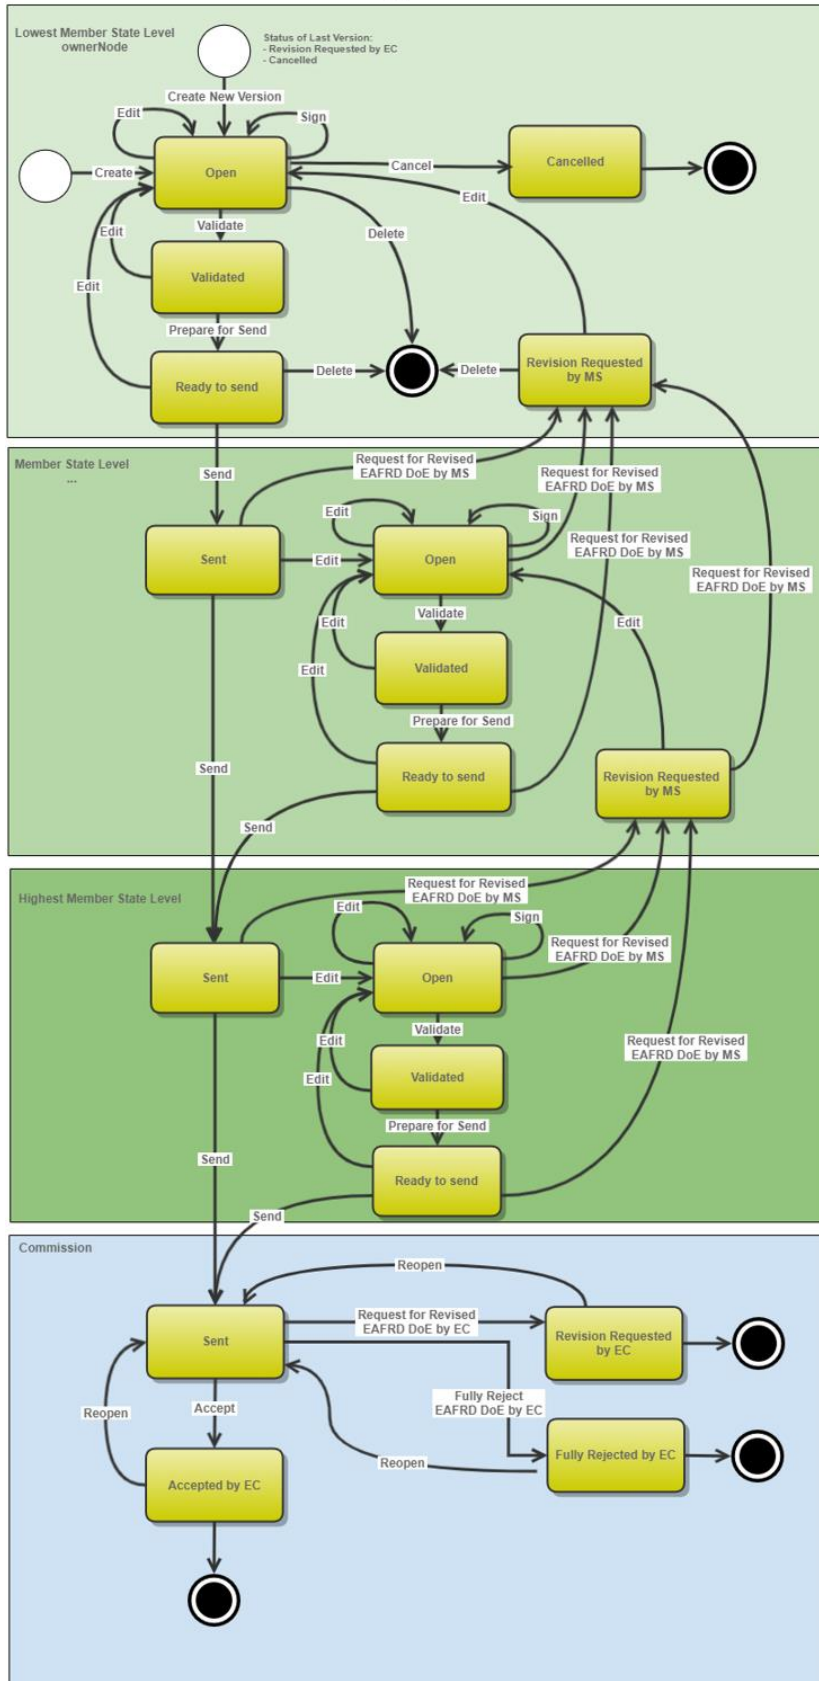 Lowest Member State Level
ownerNode
Status of Last Version:
- Revision Requested by EC
- Cancelled
Create New Version
Edit
Sign
Create
Open
Cancel
Cancelled
Edit
Validate
Delete
Edit
Validated
Edit
Prepare for Send
Ready to send
Delete
Delete
Revision Requested
by MS
Member State Level
...
Send
Request for Revised
EAFRD DoE by MS
Request for Revised
EAFRD DoE by MS
Edit
Sign
Request for Revised
EAFRD DoE by MS
Sent
Edit
Open
Request for Revised
EAFRD DoE by MS
Validate
Edit
Edit
Validated
Edit
Prepare for Send
Send
Ready to send
Revision Requested
by MS
Send
Highest Member State Level
Request for Revised
EAFRD DoE by MS
Edit
Sign
Request for Revised
EAFRD DoE by MS
Sent
Edit
Open
Validate
Edit
Request for Revised
EAFRD DoE by MS
Edit
Validated
Prepare for Send
Send
Ready to send
Send
Commission
Reopen
Sent
Request for Revised
EAFRD DoE by EC
Revision Requested
by EC
Reopen
Accept
Fully Reject
EAFRD DoE by EC
Reopen
Fully Rejected by EC
Accepted by EC